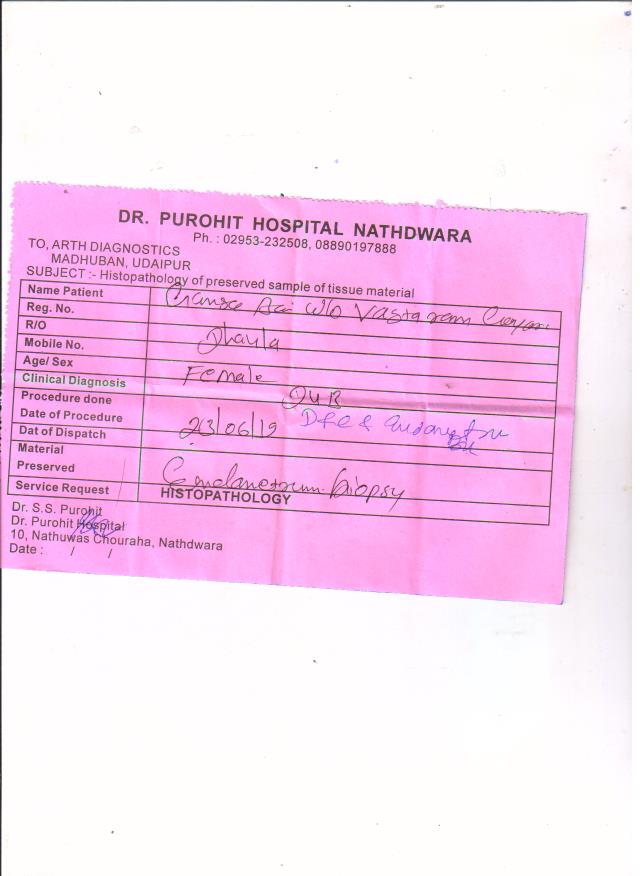 DR. PUROHIT HOSPITAL NATHDWARA
Ph. : 02953-232508, 08890197888
TO, ARTH DIAGNOSTICS
MADHUBAN, UDAIPUR
SUBJECT :- Histopathology of preserved sample of tissue material
Name Patient w/o Vastaram
Reg. No.
R/O Dhaula
Mobile No.
Age/ Sex Female
Clinical Diagnosis DUB
Procedure done D&C &
Date of Procedure 23/06/19
Dat of Dispatch
Material
Preserved biopsy
Service Request HISTOPATHOLOGY
Dr. S.S. Purohit
Dr. Purohit Hospital
10, Nathuwas Chouraha, Nathdwara
Date : / /